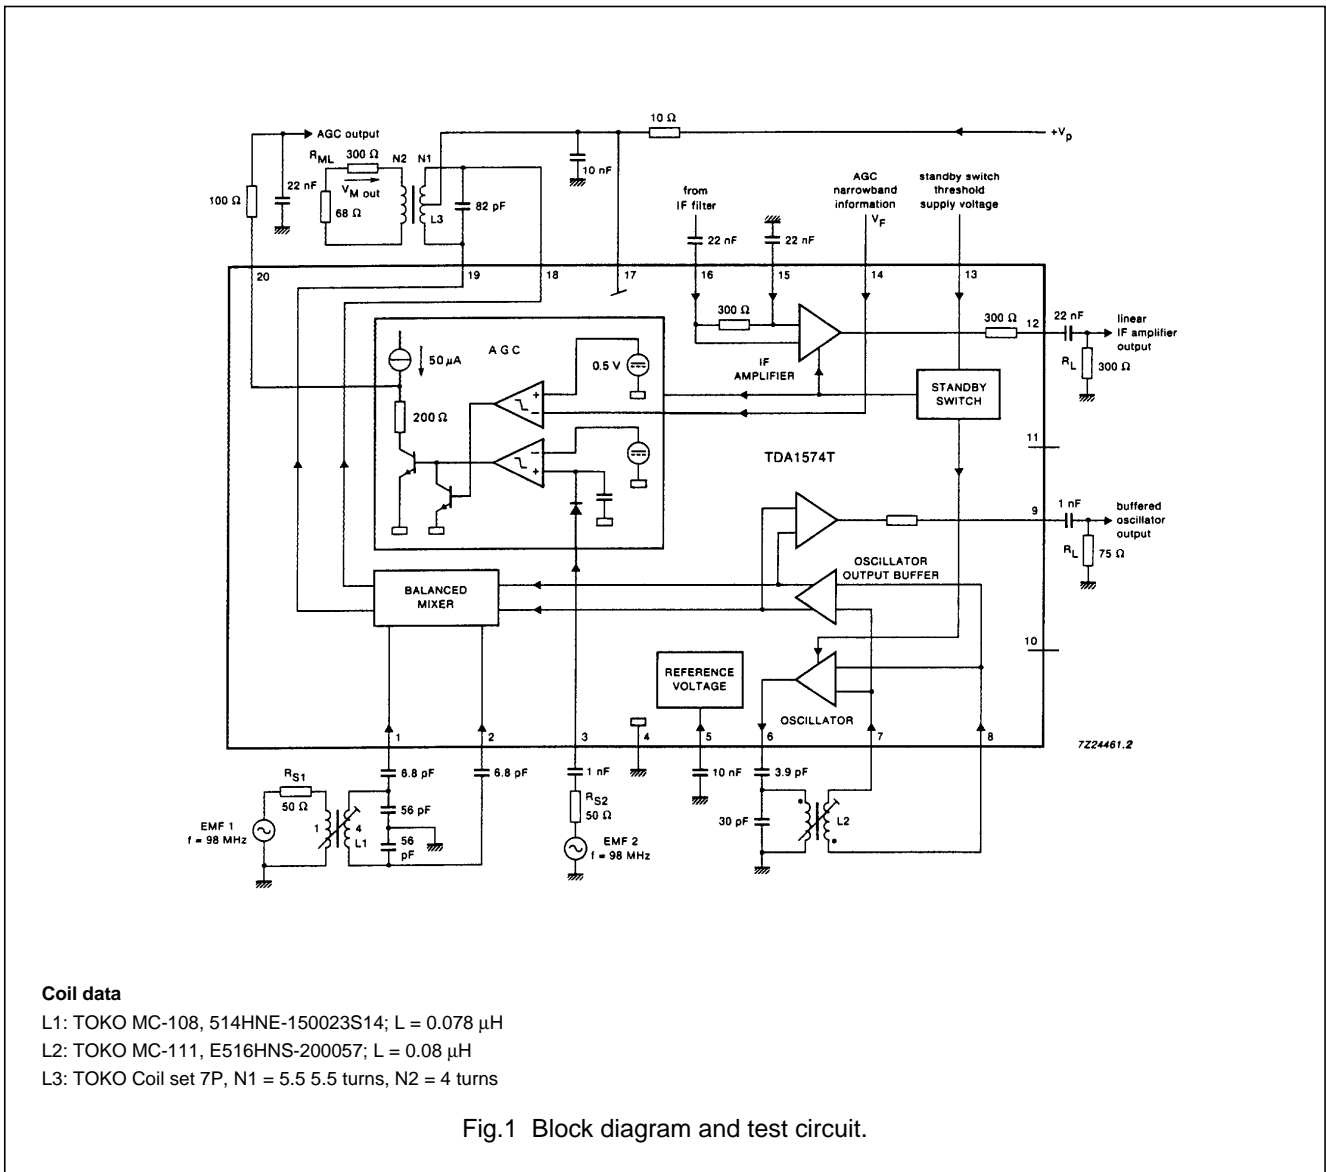 AGC output
10 Ω
+Vp
RML
300 Ω
N2
N1
10 nF
AGC
narrowband
information
VF
standby switch
threshold
supply voltage
22 nF
VM out
from
IF filter
100 Ω
68 Ω
L3
82 pF
22 nF
22 nF
20
19
18
17
16
15
14
13
300 Ω
300 Ω
12
22 nF
linear
IF amplifier
output
AGC
50 μA
0.5 V
IF
AMPLIFIER
RL
300 Ω
STANDBY
SWITCH
200 Ω
11
TDA1574T
1 nF
buffered
oscillator
output
9
RL
75 Ω
OSCILLATOR
OUTPUT BUFFER
BALANCED
MIXER
10
REFERENCE
VOLTAGE
OSCILLATOR
1
2
3
4
5
6
7
8
7Z24461.2
RS1
50 Ω
6.8 pF
6.8 pF
1 nF
10 nF
3.9 pF
56 pF
RS2
50 Ω
30 pF
L2
EMF 1
f = 98 MHz
1
4
L1
56
pF
EMF 2
f = 98 MHz
Coil data
L1: TOKO MC-108, 514HNE-150023S14; L = 0.078 μH
L2: TOKO MC-111, E516HNS-200057; L = 0.08 μH
L3: TOKO Coil set 7P, N1 = 5.5 5.5 turns, N2 = 4 turns
Fig.1 Block diagram and test circuit.